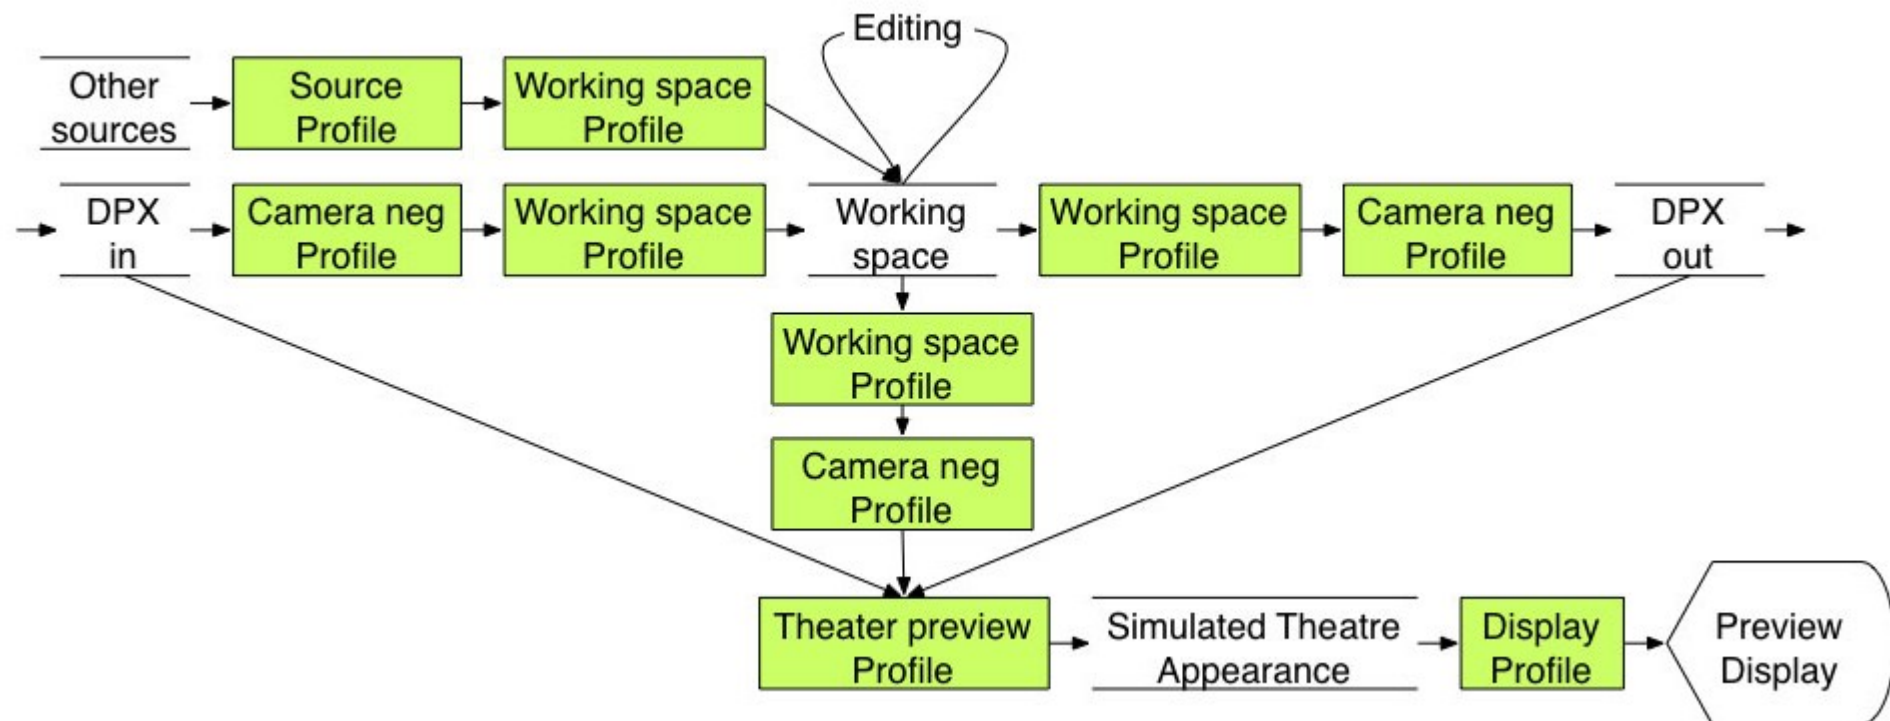 Editing
Other
sources
Source
Profile
Working space
Profile
DPX
in
Camera neg
Profile
Working space
Profile
Working
space
Working space
Profile
Camera neg
Profile
DPX
out
Working space
Profile
Camera neg
Profile
Theater preview
Profile
Simulated Theatre
Appearance
Display
Profile
Preview
Display